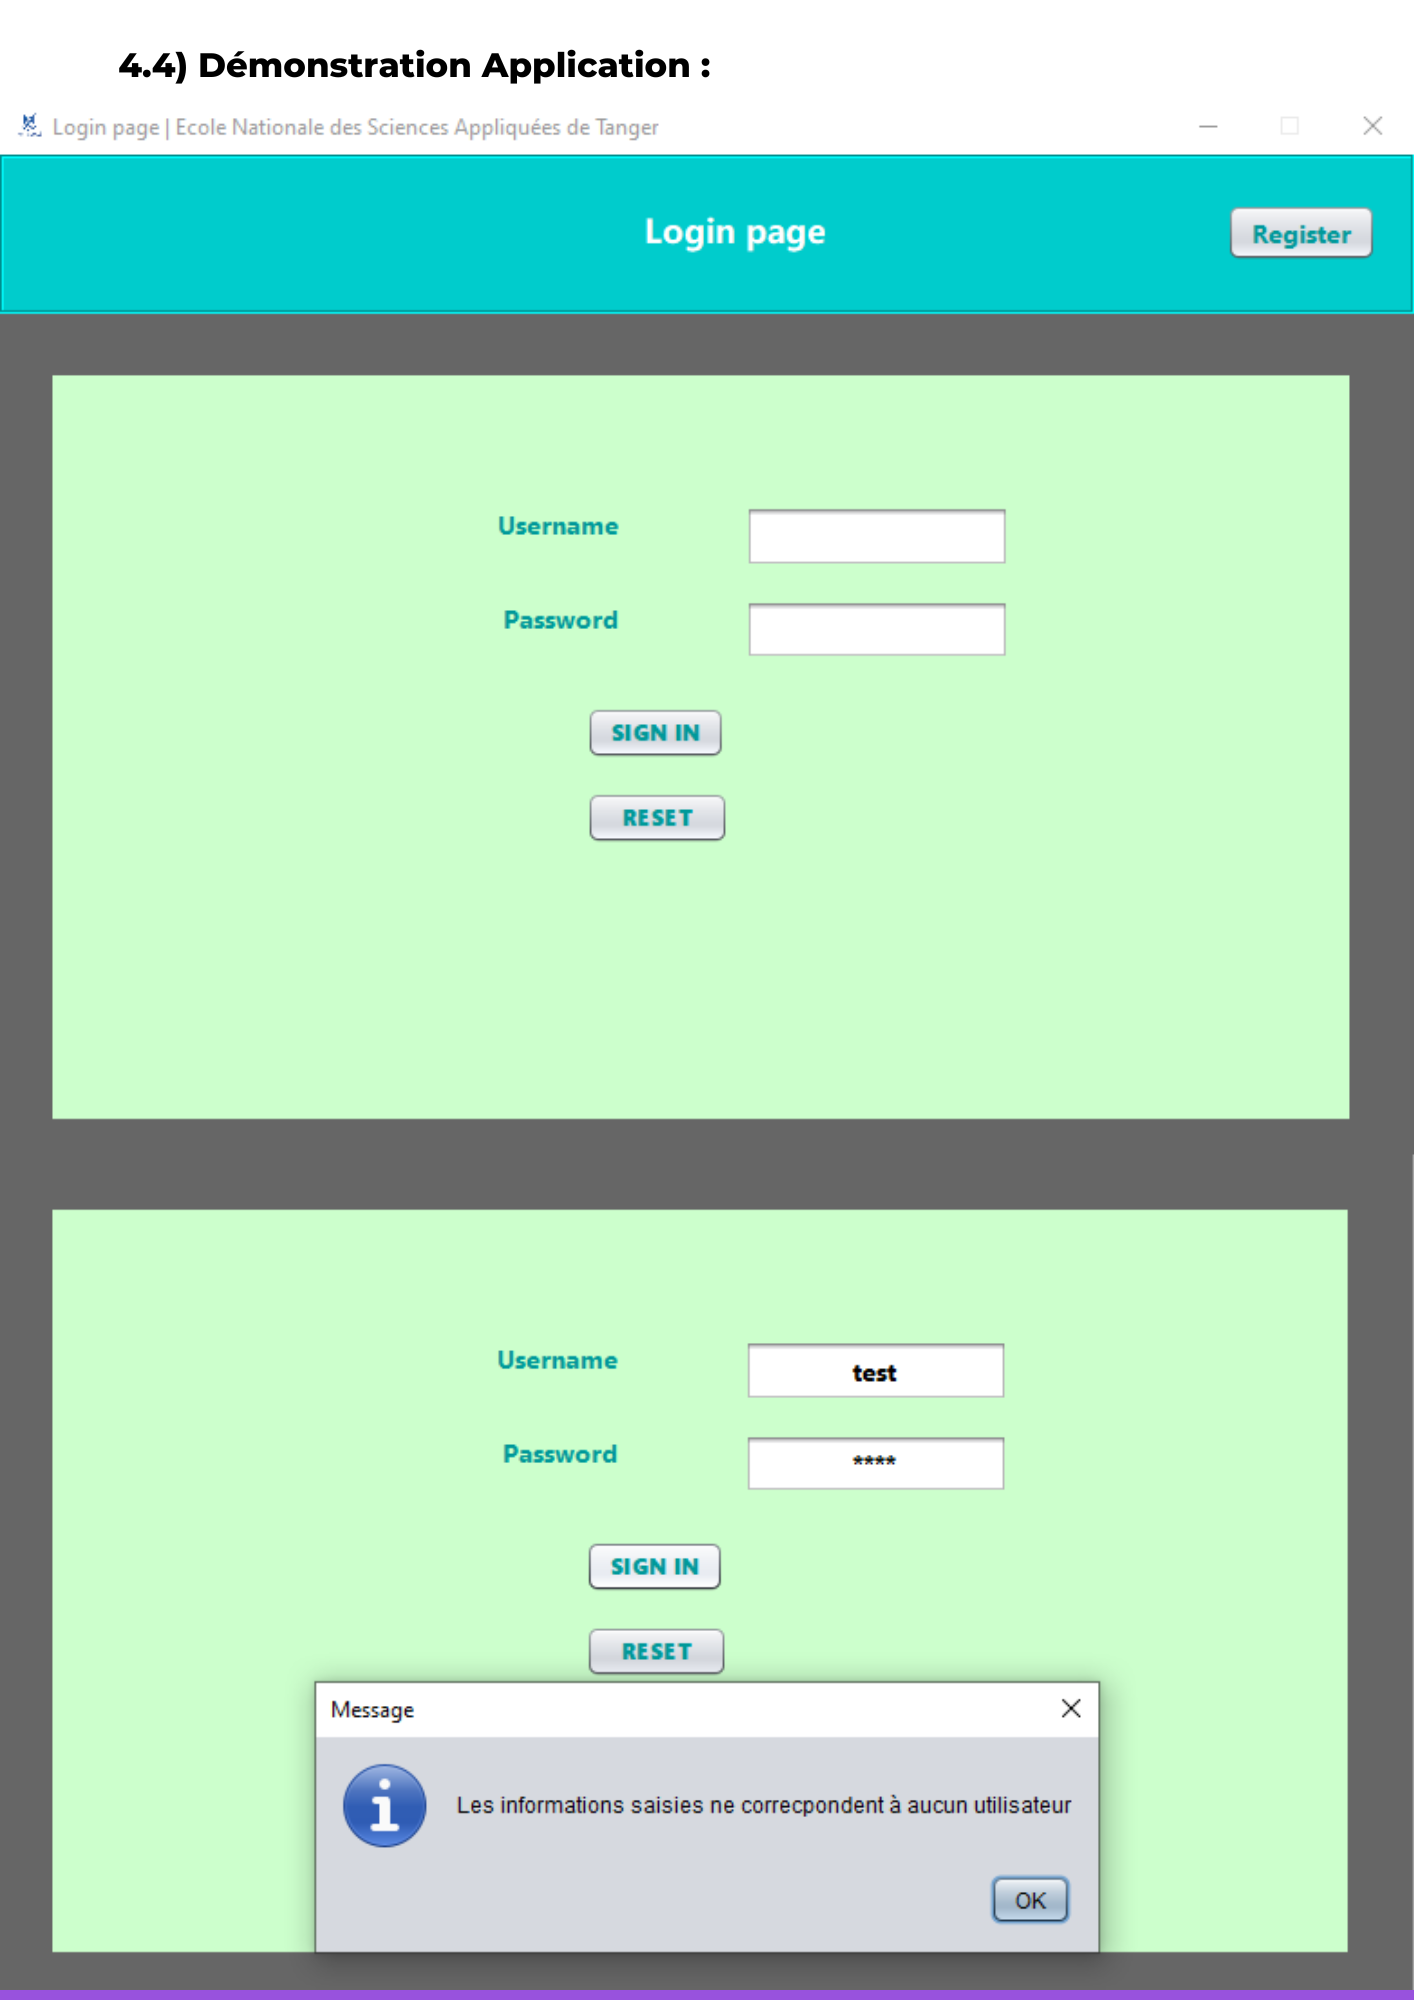 4.4) Démonstration Application :
Login page | Ecole Nationale des Sciences Appliquées de Tanger
Login page
Register
Username
Password
SIGN IN
RESET
Username
test
Password
****
SIGN IN
RESET
Message
Les informations saisies ne correcpondent à aucun utilisateur
OK